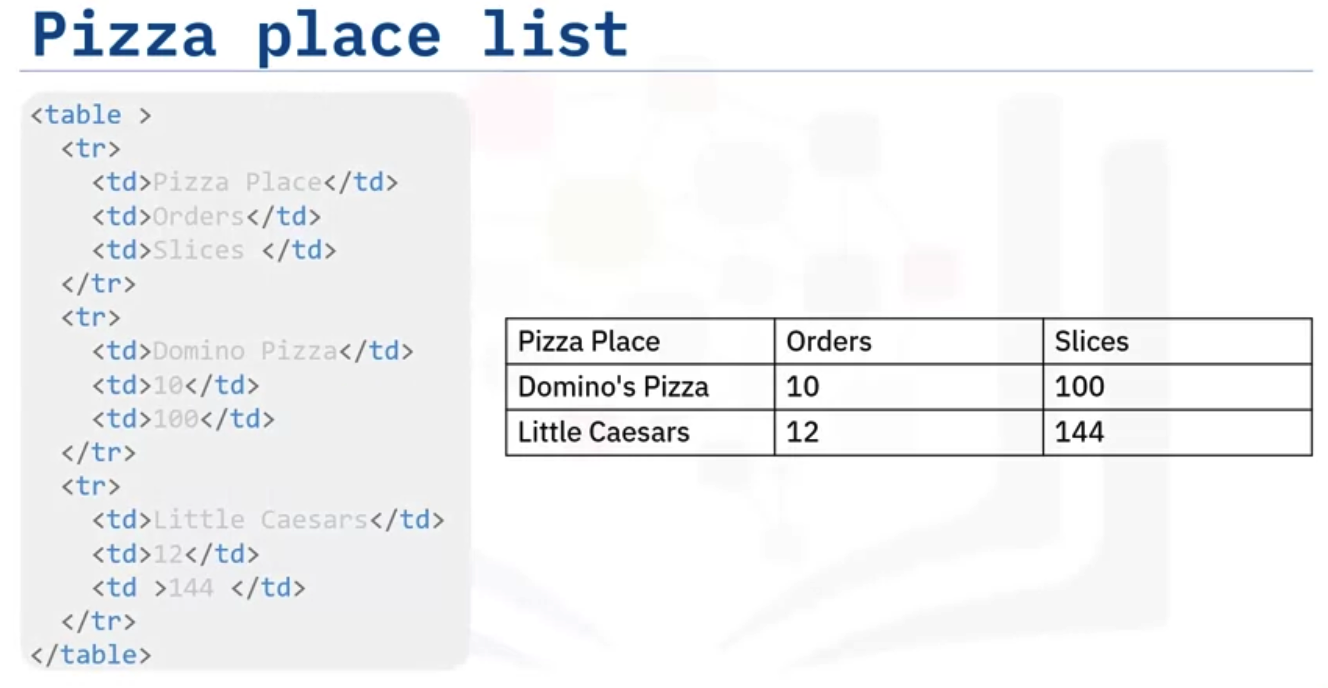 Pizza place list
<table >
<tr>
<td>Pizza Place</td>
<td>Orders</td>
<td>Slices </td>
</tr>
<tr>
<td>Domino Pizza</td>
<td>10</td>
<td>100</td>
</tr>
<tr>
<td>Little Caesars</td>
<td>12</td>
<td >144 </td>
</tr>
</table>
Pizza Place Orders Slices
Domino's Pizza 10 100
Little Caesars 12 144